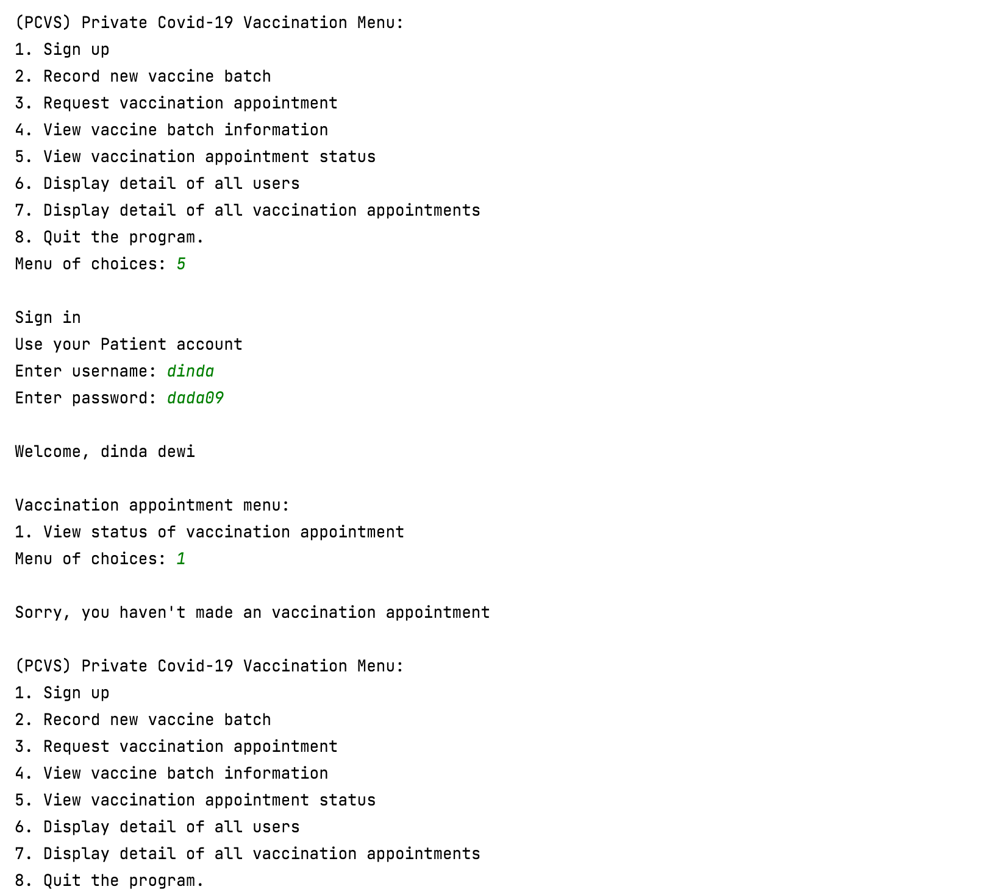 (PCVS) Private Covid-19 Vaccination Menu:
1. Sign up
2. Record new vaccine batch
3. Request vaccination appointment
4. View vaccine batch information
5. View vaccination appointment status
6. Display detail of all users
7. Display detail of all vaccination appointments
8. Quit the program.
Menu of choices: 5
Sign in
Use your Patient account
Enter username: dinda
Enter password: dada09
Welcome, dinda dewi
Vaccination appointment menu:
1. View status of vaccination appointment
Menu of choices: 1
Sorry, you haven't made an vaccination appointment
(PCVS) Private Covid-19 Vaccination Menu:
1. Sign up
2. Record new vaccine batch
3. Request vaccination appointment
4. View vaccine batch information
5. View vaccination appointment status
6. Display detail of all users
7. Display detail of all vaccination appointments
8. Quit the program.